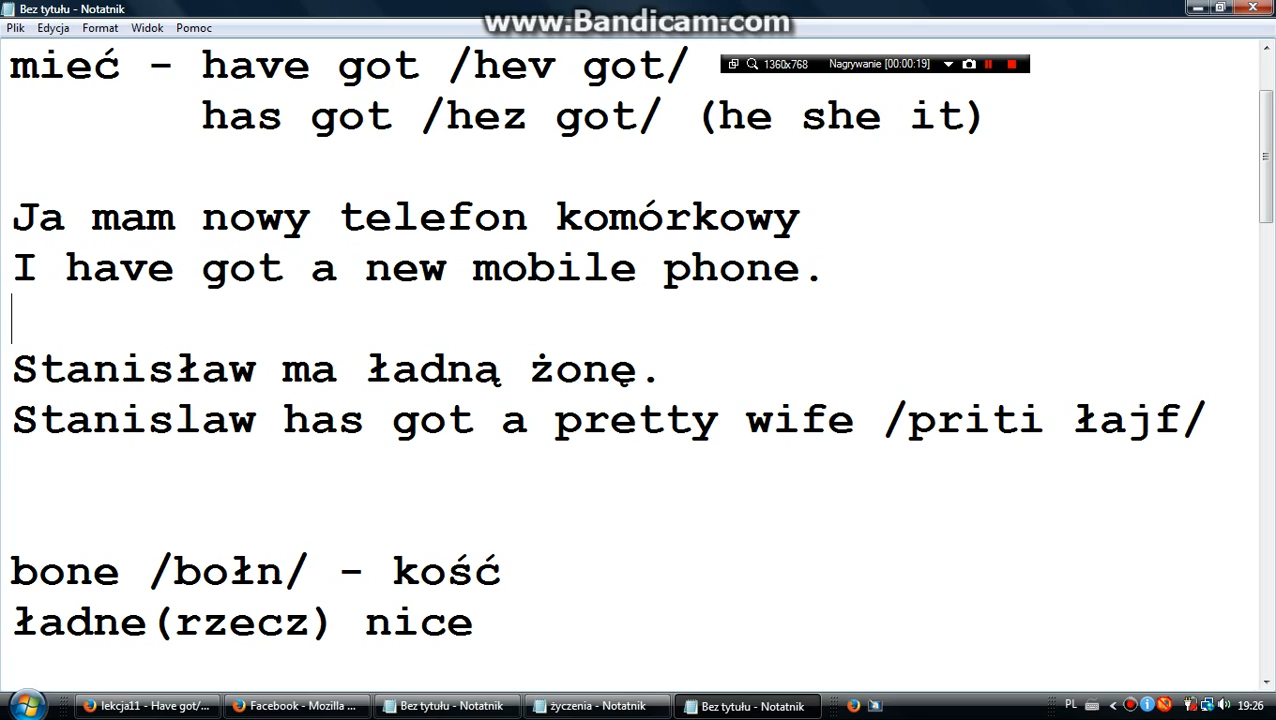 Bez tytułu - Notatnik
www.Bandicam.com
Plik Edycja Format Widok Pomoc
mieć - have got /hev got/
1360x768 Nagrywanie [00:00:19]
has got /hez got/ (he she it)
Ja mam nowy telefon komórkowy
I have got a new mobile phone.
Stanisław ma ładną żonę.
Stanislaw has got a pretty wife /priti łajf/
bone /bołn/ - kość
ładne(rzecz) nice
lekcja11 - Have got/... Facebook - Mozilla ... Bez tytułu - Notatnik życzenia - Notatnik Bez tytułu - Notatnik PL 19:26